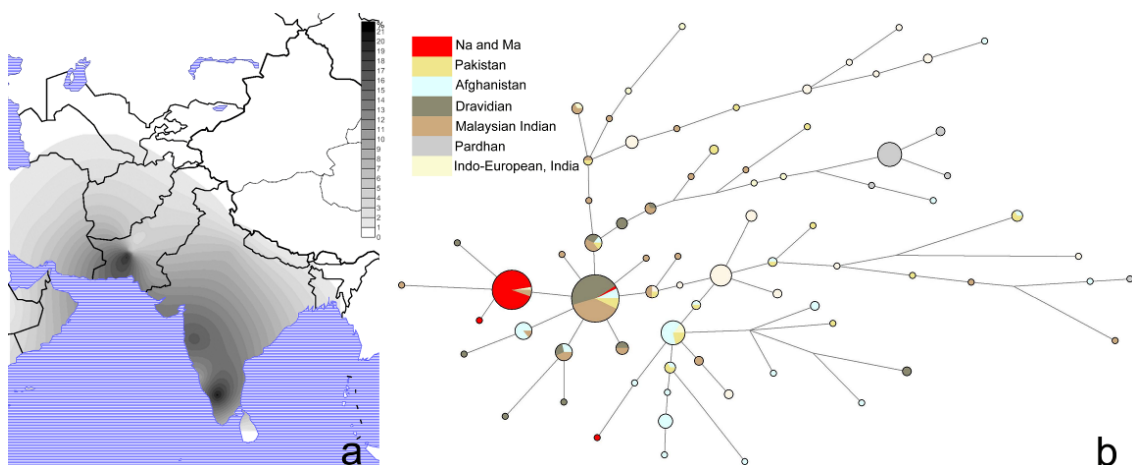 %
21
20
19
18
17
16
15
14
13
12
11
10
9
8
7
6
5
4
3
2
1
0
a
Na and Ma
Pakistan
Afghanistan
Dravidian
Malaysian Indian
Pardhan
Indo-European, India
b